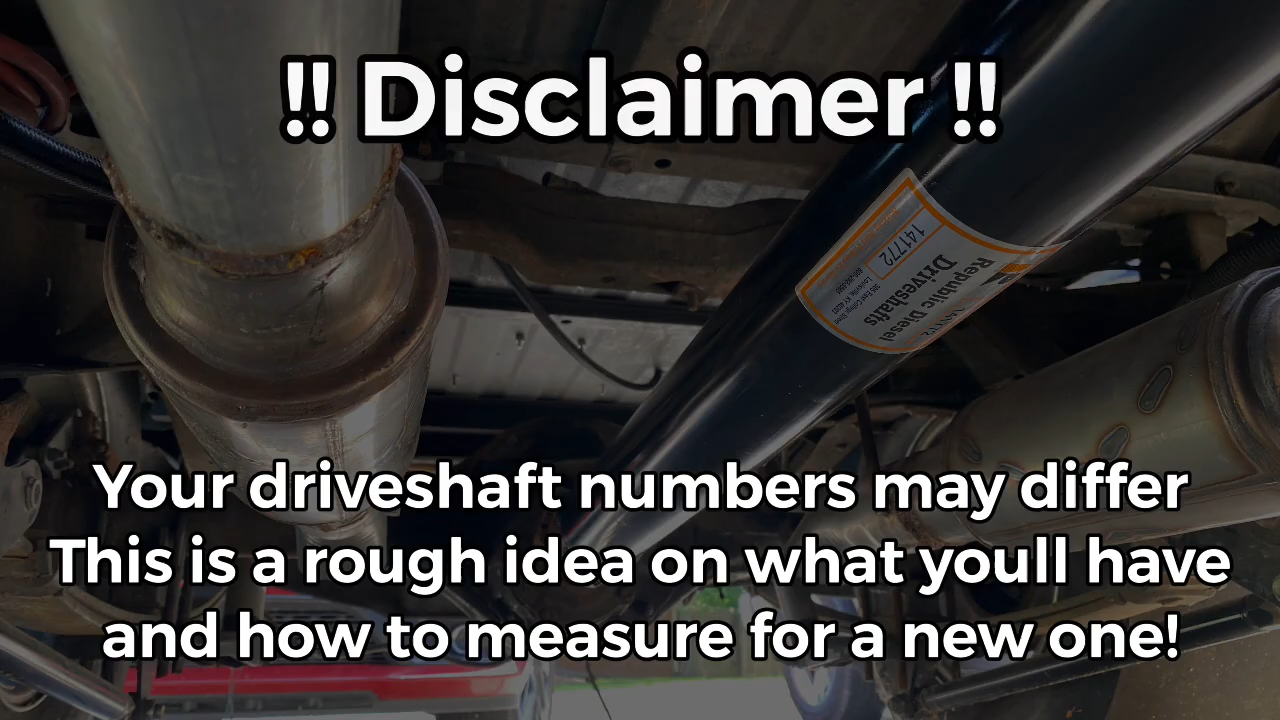 !! Disclaimer !!
141772
Republic Diesel
Driveshafts
Your driveshaft numbers may differ
This is a rough idea on what youll have
and how to measure for a new one!